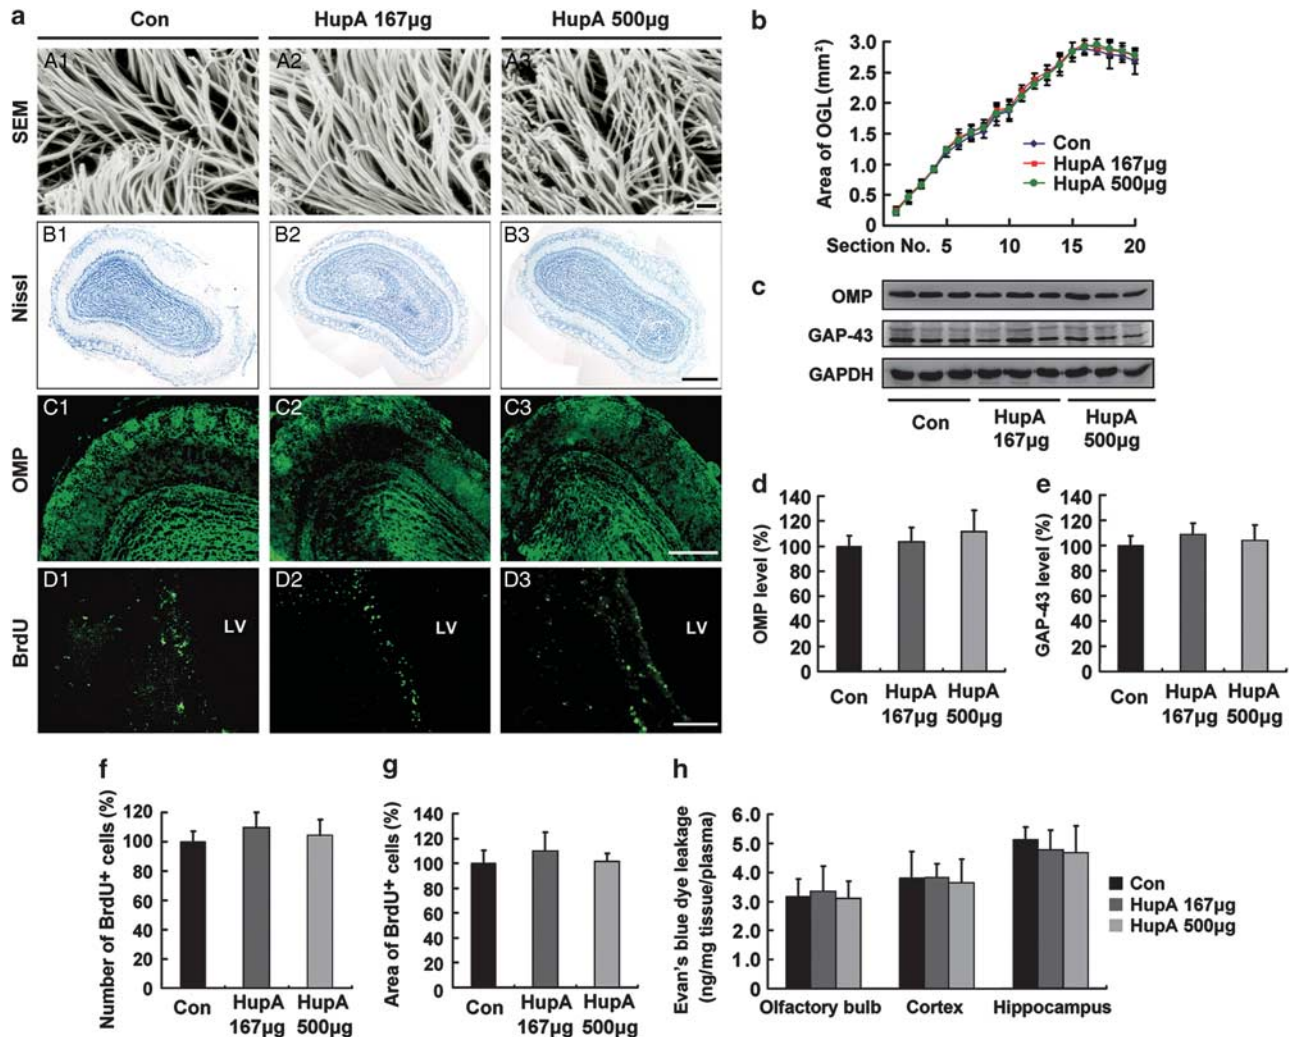 a
Con
HupA 167µg
HupA 500µg
SEM
A1
A2
A3
Nissl
B1
B2
B3
OMP
C1
C2
C3
BrdU
D1
LV
D2
LV
D3
LV
b
Area of OGL (mm²)
3.0
2.5
2.0
1.5
1.0
0.5
0
Section No. 5 10 15 20
Con
HupA 167µg
HupA 500µg
c
OMP
GAP-43
GAPDH
Con
HupA 167µg
HupA 500µg
d
OMP level (%)
140
120
100
80
60
40
20
0
Con
HupA 167µg
HupA 500µg
e
GAP-43 level (%)
140
120
100
80
60
40
20
0
Con
HupA 167µg
HupA 500µg
f
Number of BrdU+ cells (%)
120
100
80
60
40
20
0
Con
HupA 167µg
HupA 500µg
g
Area of BrdU+ cells (%)
140
120
100
80
60
40
20
0
Con
HupA 167µg
HupA 500µg
h
Evan's blue dye leakage
(ng/mg tissue/plasma)
6.0
5.0
4.0
3.0
2.0
1.0
0
Olfactory bulb Cortex Hippocampus
Con
HupA 167µg
HupA 500µg